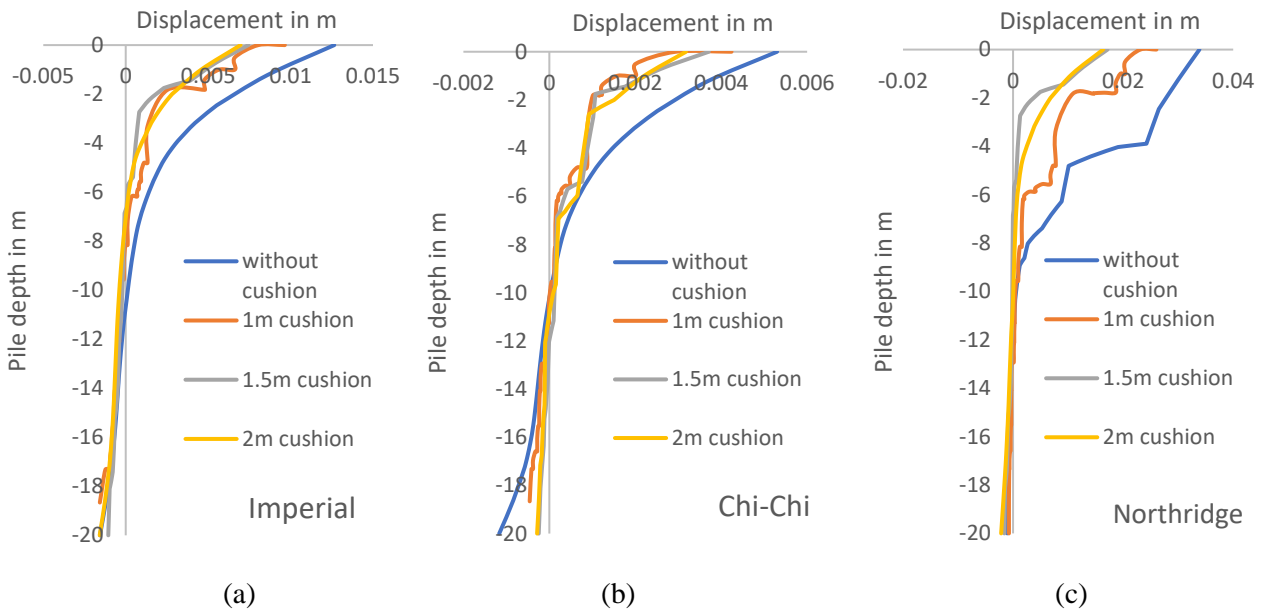 Displacement in m
-0.005 0 0.005 0.01 0.015
0
-2
-4
-6
-8
-10
-12
-14
-16
-18
-20
Pile depth in m
without
cushion
1m cushion
1.5m cushion
2m cushion
Imperial
(a)
Displacement in m
-0.002 0 0.002 0.004 0.006
0
-2
-4
-6
-8
-10
-12
-14
-16
-18
-20
Pile depth in m
without
cushion
1m cushion
1.5m cushion
2m cushion
Chi-Chi
(b)
Displacement in m
-0.02 0 0.02 0.04
0
-2
-4
-6
-8
-10
-12
-14
-16
-18
-20
Pile depth in m
without
cushion
1m cushion
1.5m cushion
2m cushion
Northridge
(c)